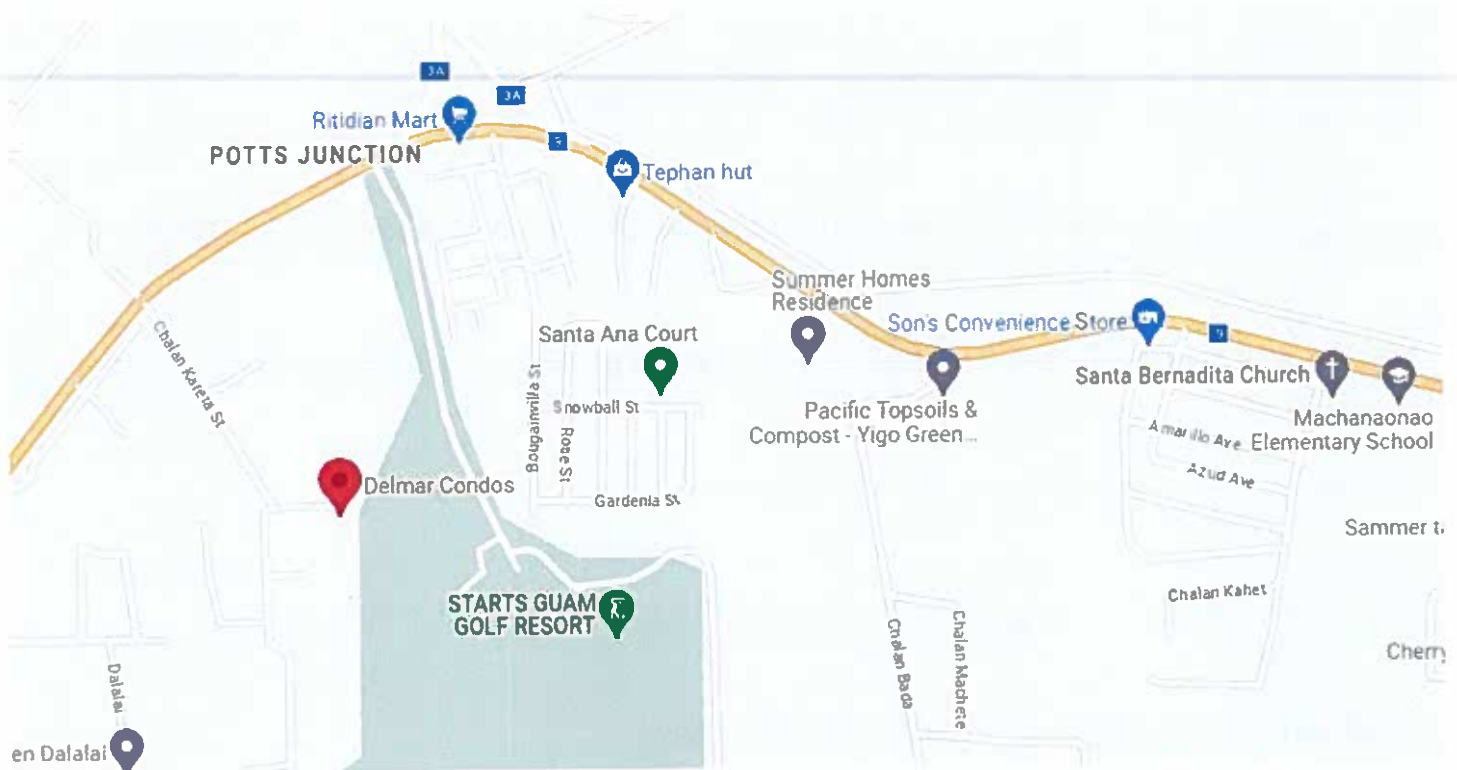 3A
3A
Ritidian Mart
9
POTTS JUNCTION
Tephan hut
Summer Homes
Residence
Son's Convenience Store
9
Chalan Kareta St
Santa Ana Court
Bougainvilla St
Snowball St
Rose St
Santa Bernadita Church
Pacific Topsoils &
Compost - Yigo Green...
Machanaonao
Elementary School
Amarillo Ave
Azud Ave
Delmar Condos
Gardenia St
Sammer t
STARTS GUAM
GOLF RESORT
Chalan Kahet
Chalan Bada
Chalan Machete
Cherry
Dalalai
en Dalalai